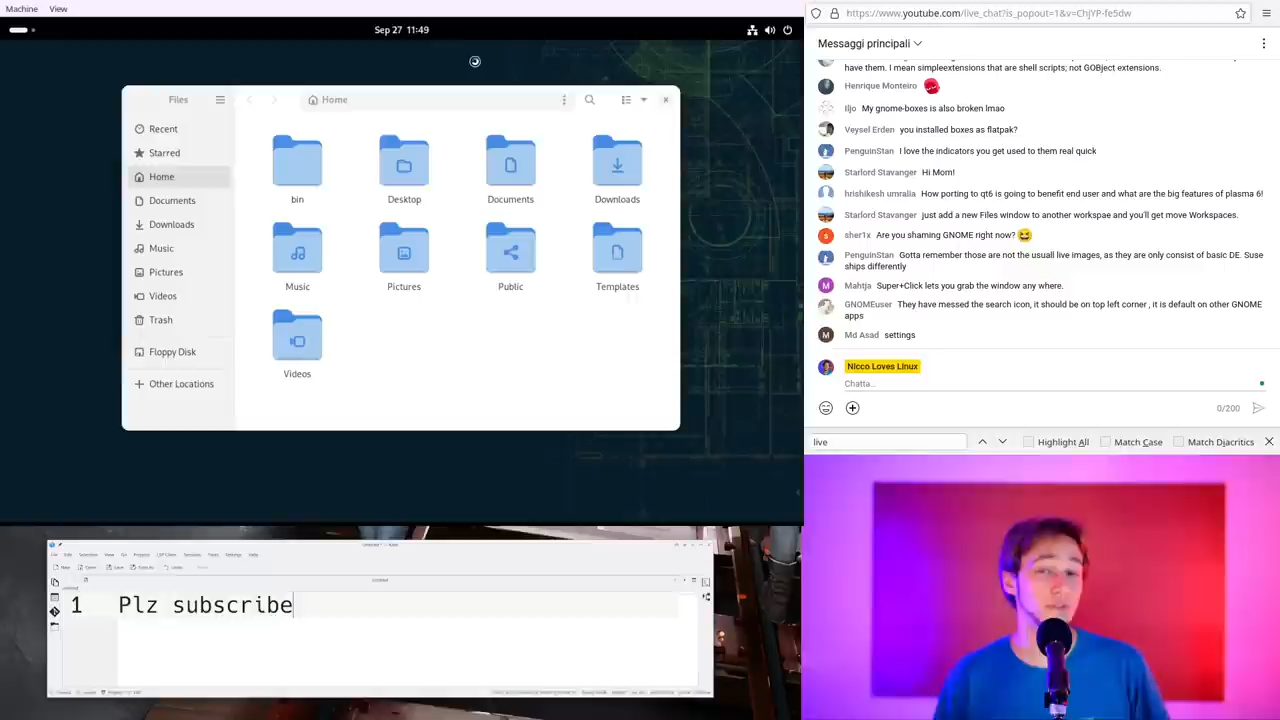 Machine View
Sep 27 11:49
Files
Home
Recent
Starred
Home
Documents
Downloads
Music
Pictures
Videos
Trash
Floppy Disk
Other Locations
bin
Desktop
Documents
Downloads
Music
Pictures
Public
Templates
Videos
1 Plz subscribe
https://www.youtube.com/live_chat?is_popout=1&v=ChjYP-fe5dw
Messaggi principali
have them. I mean simpleextensions that are shell scripts; not GOBject extensions.
Henrique Monteiro
Iljo My gnome-boxes is also broken lmao
Veysel Erden you installed boxes as flatpak?
PenguinStan I love the indicators you get used to them real quick
Starlord Stavanger Hi Mom!
hrishikesh umralia How porting to qt6 is going to benefit end user and what are the big features of plasma 6!
Starlord Stavanger just add a new Files window to another workspae and you'll get move Workspaces.
sher1x Are you shaming GNOME right now?
PenguinStan Gotta remember those are not the usuall live images, as they are only consist of basic DE. Suse
ships differently
Mahtja Super+Click lets you grab the window any where.
GNOMEuser They have messed the search icon, it should be on top left corner , it is default on other GNOME
apps
Md Asad settings
Nicco Loves Linux
Chatta...
0/200
live
Highlight All
Match Case
Match Diacritics